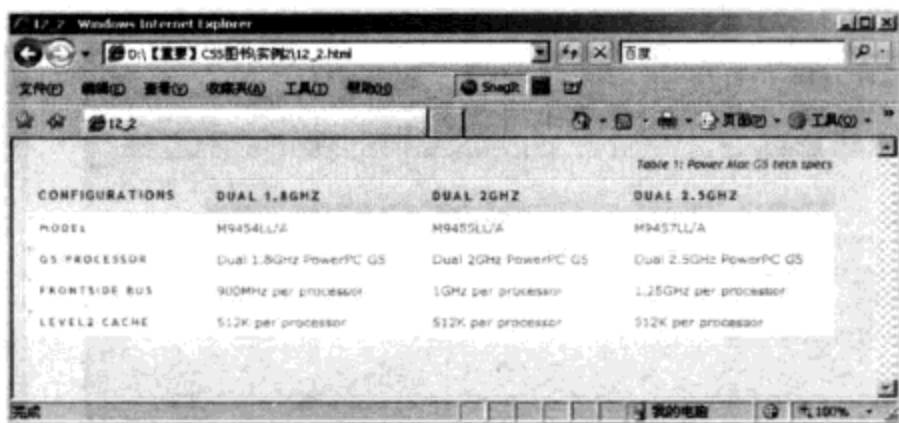 12_2 - Windows Internet Explorer
D:\【重要】CSS图书\实例2\12_2.html 百度
文件(F) 编辑(E) 查看(V) 收藏夹(A) 工具(T) 帮助(H) SnagIt
12_2 页面(P) 工具(O)
Table 1: Power Mac G5 tech specs
CONFIGURATIONS DUAL 1.8GHZ DUAL 2GHZ DUAL 2.5GHZ
MODEL M9454LL/A M9455LL/A M9457LL/A
G5 PROCESSOR Dual 1.8GHz PowerPC G5 Dual 2GHz PowerPC G5 Dual 2.5GHz PowerPC G5
FRONTSIDE BUS 900MHz per processor 1GHz per processor 1.25GHz per processor
LEVEL2 CACHE 512K per processor 512K per processor 512K per processor
完成 我的电脑 100%